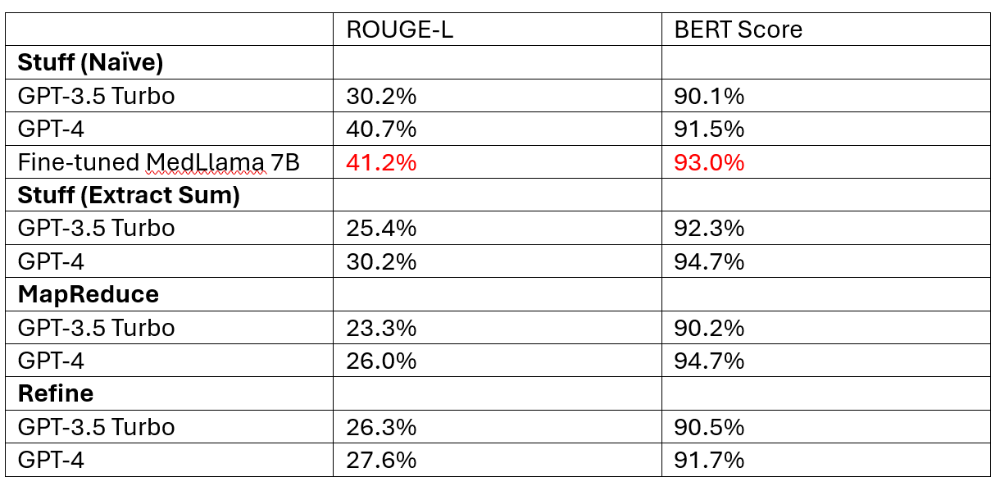 ROUGE-L BERT Score
Stuff (Naïve)
GPT-3.5 Turbo 30.2% 90.1%
GPT-4 40.7% 91.5%
Fine-tuned MedLlama 7B 41.2% 93.0%
Stuff (Extract Sum)
GPT-3.5 Turbo 25.4% 92.3%
GPT-4 30.2% 94.7%
MapReduce
GPT-3.5 Turbo 23.3% 90.2%
GPT-4 26.0% 94.7%
Refine
GPT-3.5 Turbo 26.3% 90.5%
GPT-4 27.6% 91.7%